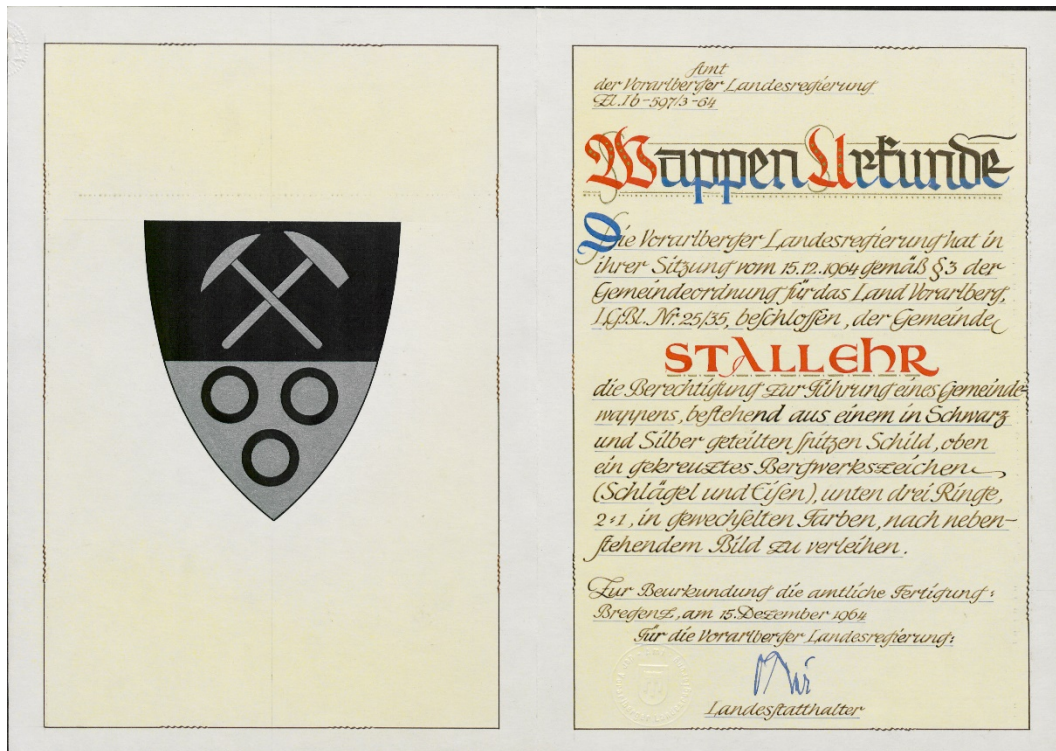 Amt
der Vorarlberger Landesregierung
Zl. Ib-597/3-64
Wappen Urkunde
Die Vorarlberger Landesregierung hat in
ihrer Sitzung vom 15.12.1964 gemäß §3 der
Gemeindeordnung für das Land Vorarlberg,
LGBl. Nr. 25/35, beschlossen, der Gemeinde
STALLEHR
die Berechtigung zur Führung eines Gemeinde-
wappens, bestehend aus einem in Schwarz
und Silber geteilten spitzen Schild, oben
ein gekreuztes Bergwerkszeichen
(Schlägel und Eisen), unten drei Ringe,
2:1, in gewechselten Farben, nach neben-
stehendem Bild zu verleihen.
Zur Beurkundung die amtliche Fertigung:
Bregenz, am 15. Dezember 1964
Für die Vorarlberger Landesregierung:
Landesstatthalter